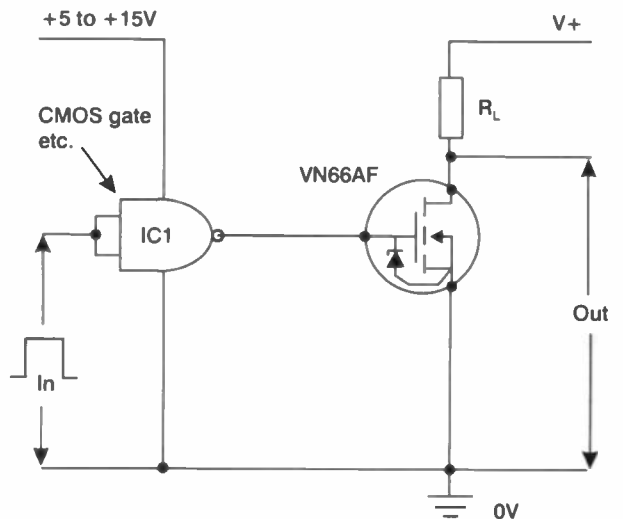 +5 to +15V
V+
CMOS gate
etc.
RL
VN66AF
IC1
Out
In
0V